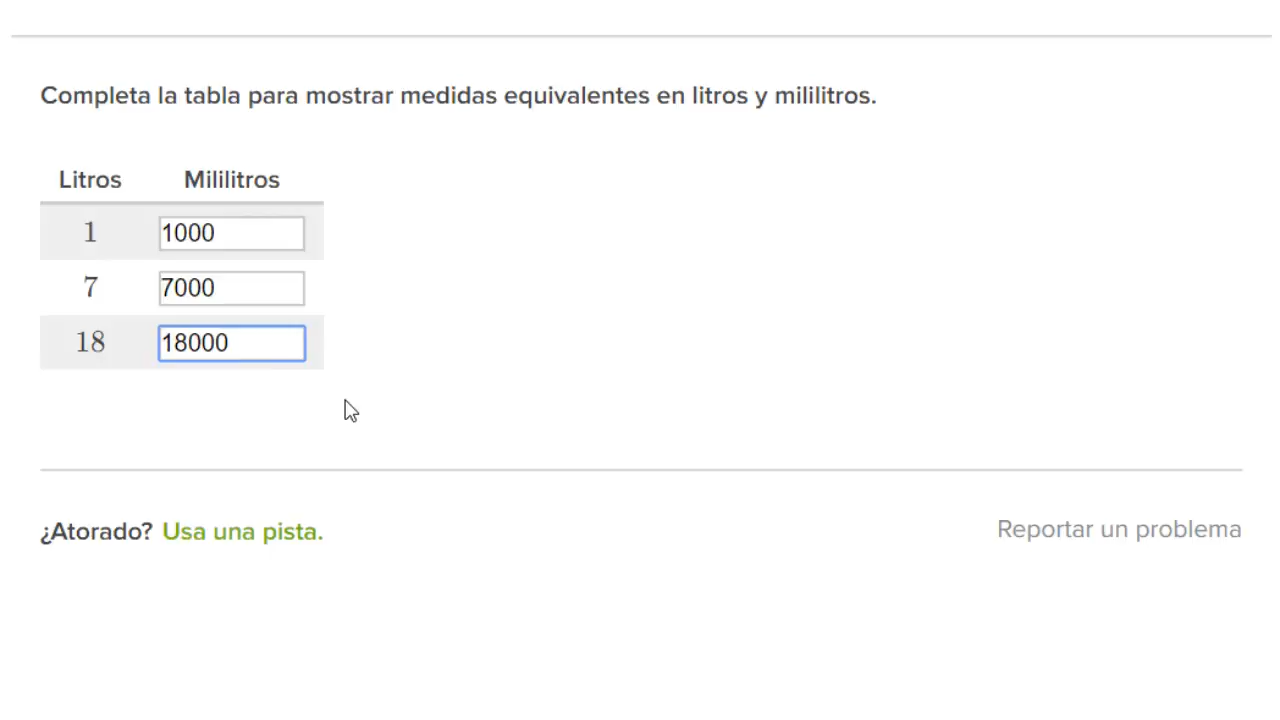 Completa la tabla para mostrar medidas equivalentes en litros y mililitros.
Litros Mililitros
1 1000
7 7000
18 18000
¿Atorado? Usa una pista. Reportar un problema